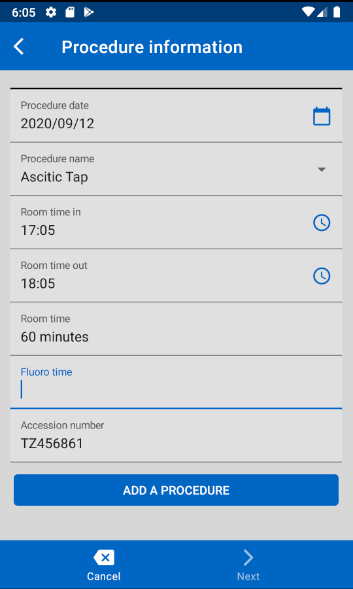 6:05
Procedure information
Procedure date
2020/09/12
Procedure name
Ascitic Tap
Room time in
17:05
Room time out
18:05
Room time
60 minutes
Fluoro time
Accession number
TZ456861
ADD A PROCEDURE
Cancel
Next